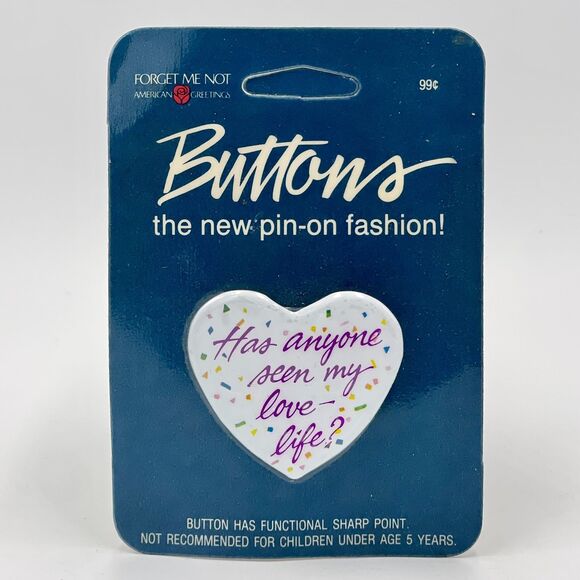 FORGET ME NOT
AMERICAN GREETINGS
99¢
Buttons
the new pin-on fashion!
Has anyone
seen my
love-
life?
BUTTON HAS FUNCTIONAL SHARP POINT.
NOT RECOMMENDED FOR CHILDREN UNDER AGE 5 YEARS.